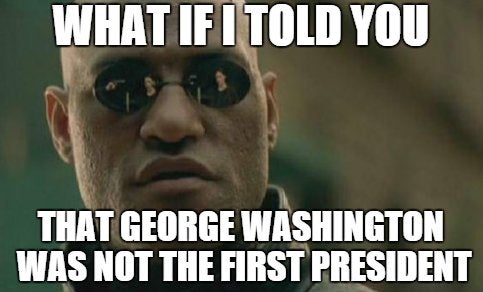 WHAT IF I TOLD YOU
THAT GEORGE WASHINGTON
WAS NOT THE FIRST PRESIDENT